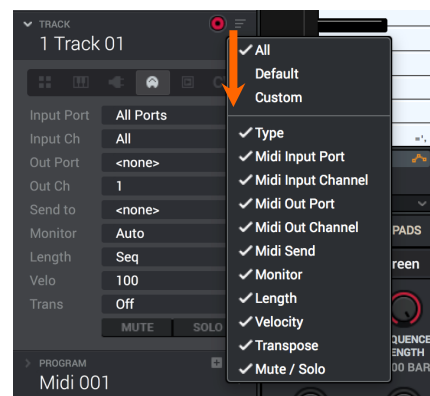 TRACK
1 Track 01
Input Port All Ports
Input Ch All
Out Port <none>
Out Ch 1
Send to <none>
Monitor Auto
Length Seq
Velo 100
Trans Off
MUTE SOLO
PROGRAM
Midi 001
All
Default
Custom
Type
Midi Input Port
Midi Input Channel
Midi Out Port
Midi Out Channel
Midi Send
Monitor
Length
Velocity
Transpose
Mute / Solo
PADS
reen
QUENCE
ENGTH
00 BAR